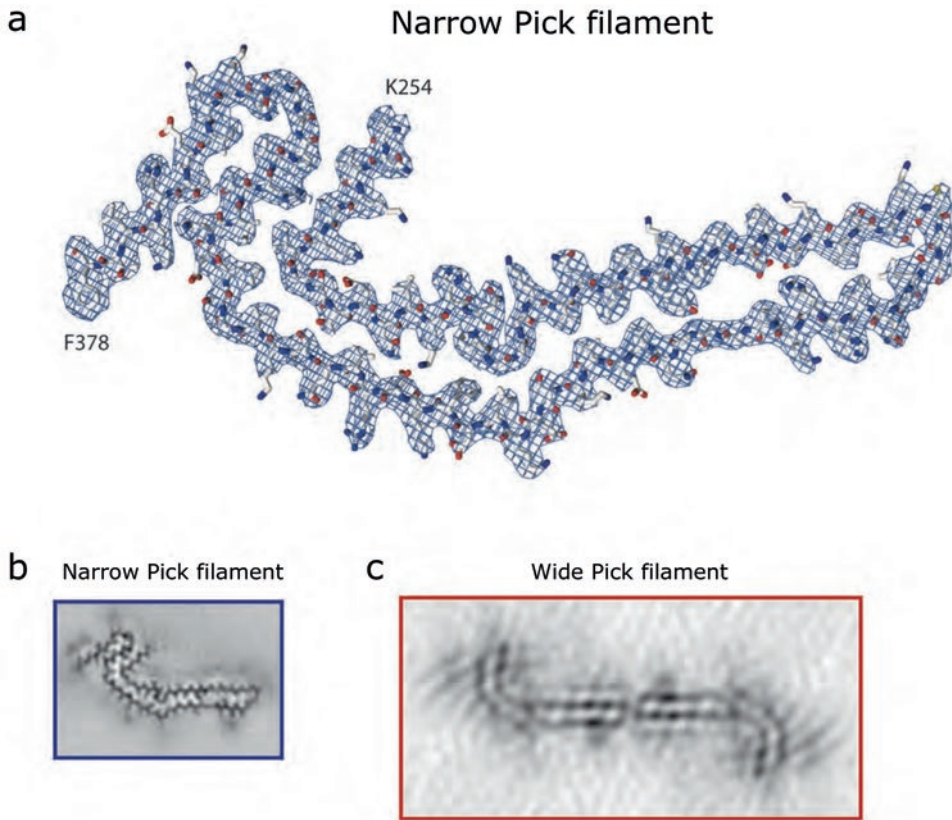 a
Narrow Pick filament
K254
F378
b
Narrow Pick filament
c
Wide Pick filament